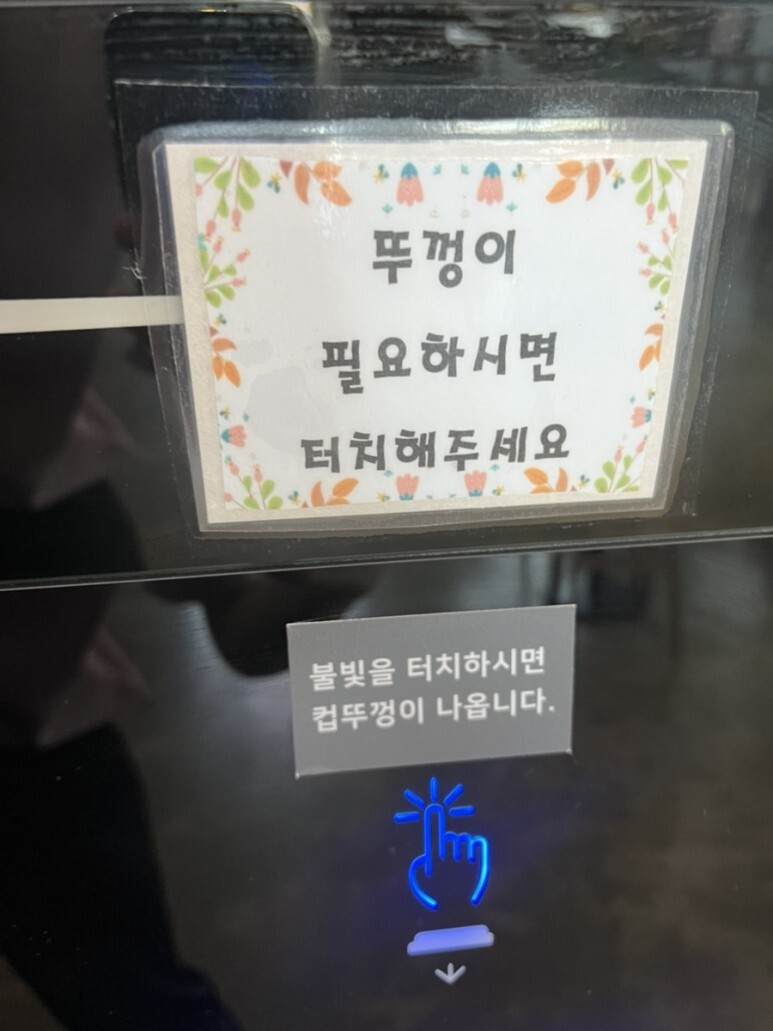 뚜껑이
필요하시면
터치해주세요
불빛을 터치하시면
컵뚜껑이 나옵니다.